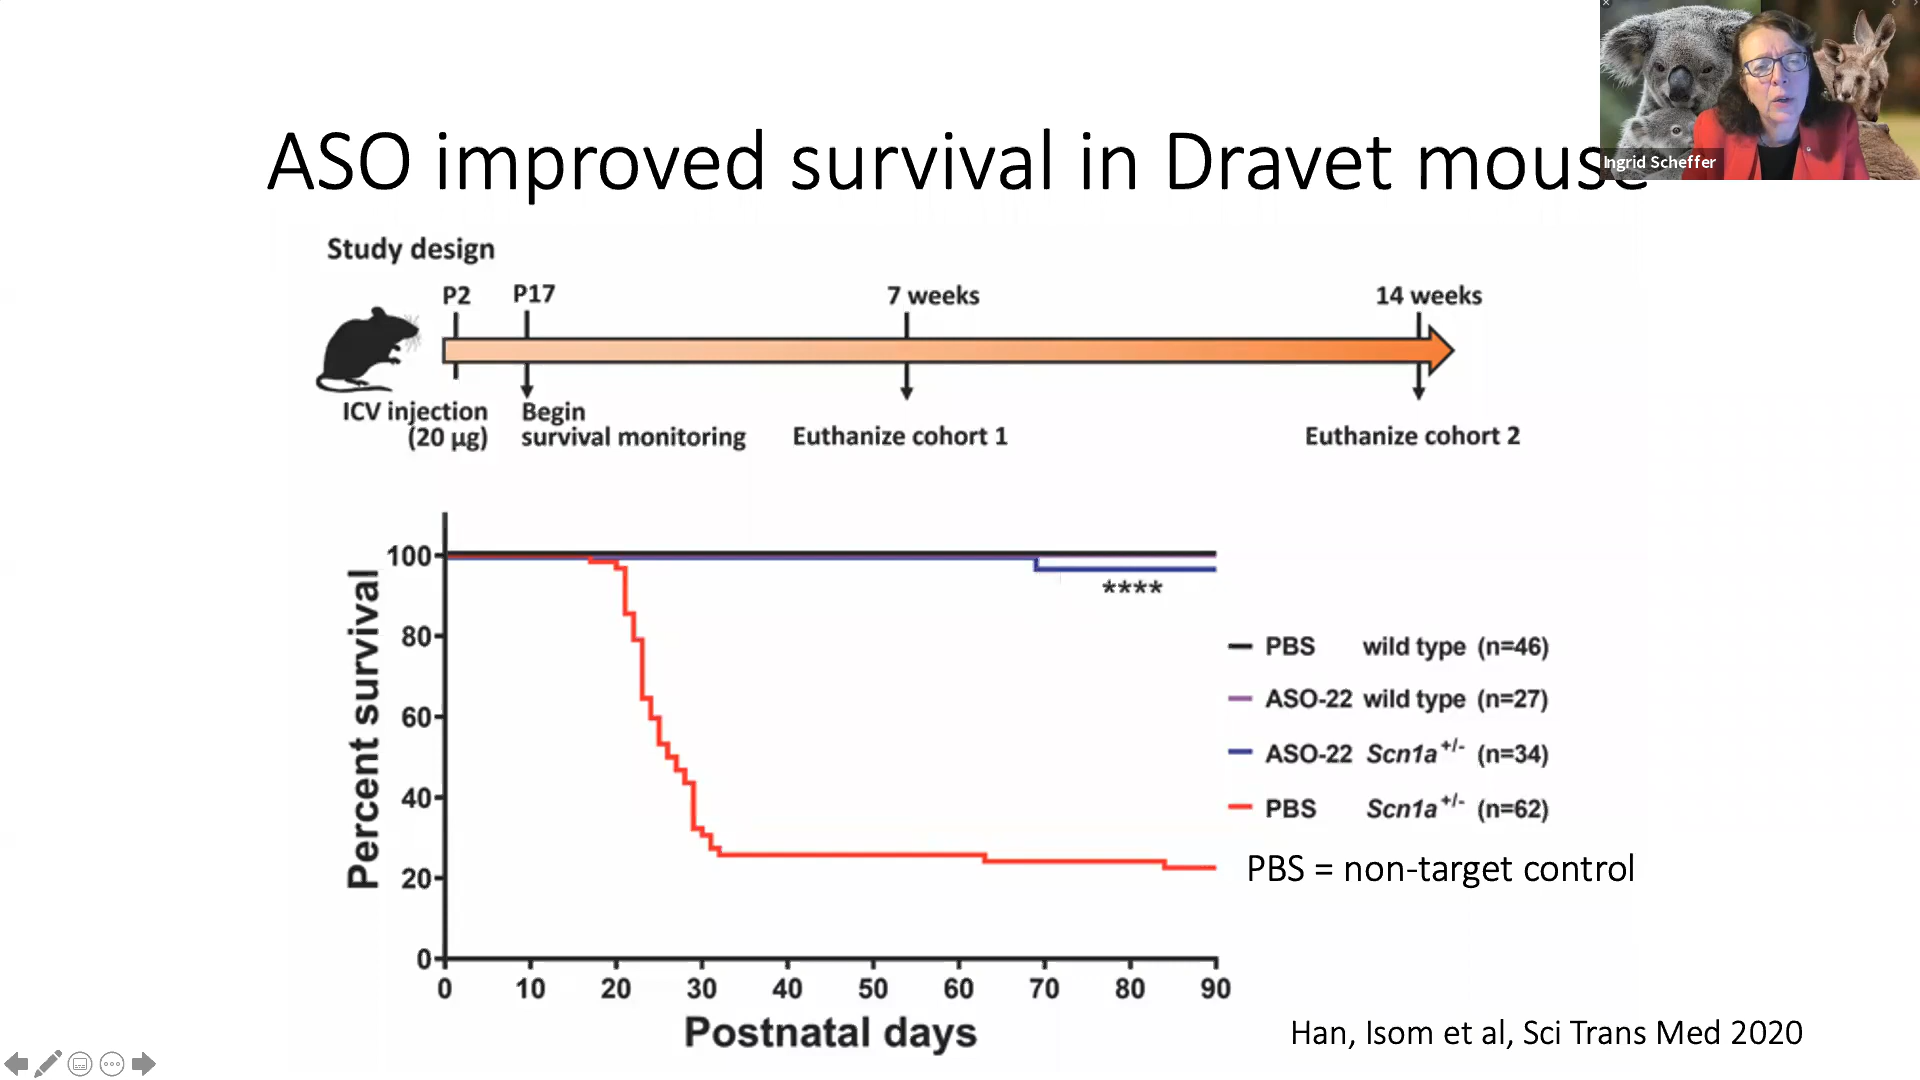 ASO improved survival in Dravet mouse
Ingrid Scheffer
Study design
P2 P17 7 weeks 14 weeks
ICV injection
(20 µg)
Begin
survival monitoring
Euthanize cohort 1
Euthanize cohort 2
Percent survival
100
80
60
40
20
0
****
0 10 20 30 40 50 60 70 80 90
Postnatal days
PBS wild type (n=46)
ASO-22 wild type (n=27)
ASO-22 Scn1a+/- (n=34)
PBS Scn1a+/- (n=62)
PBS = non-target control
Han, Isom et al, Sci Trans Med 2020